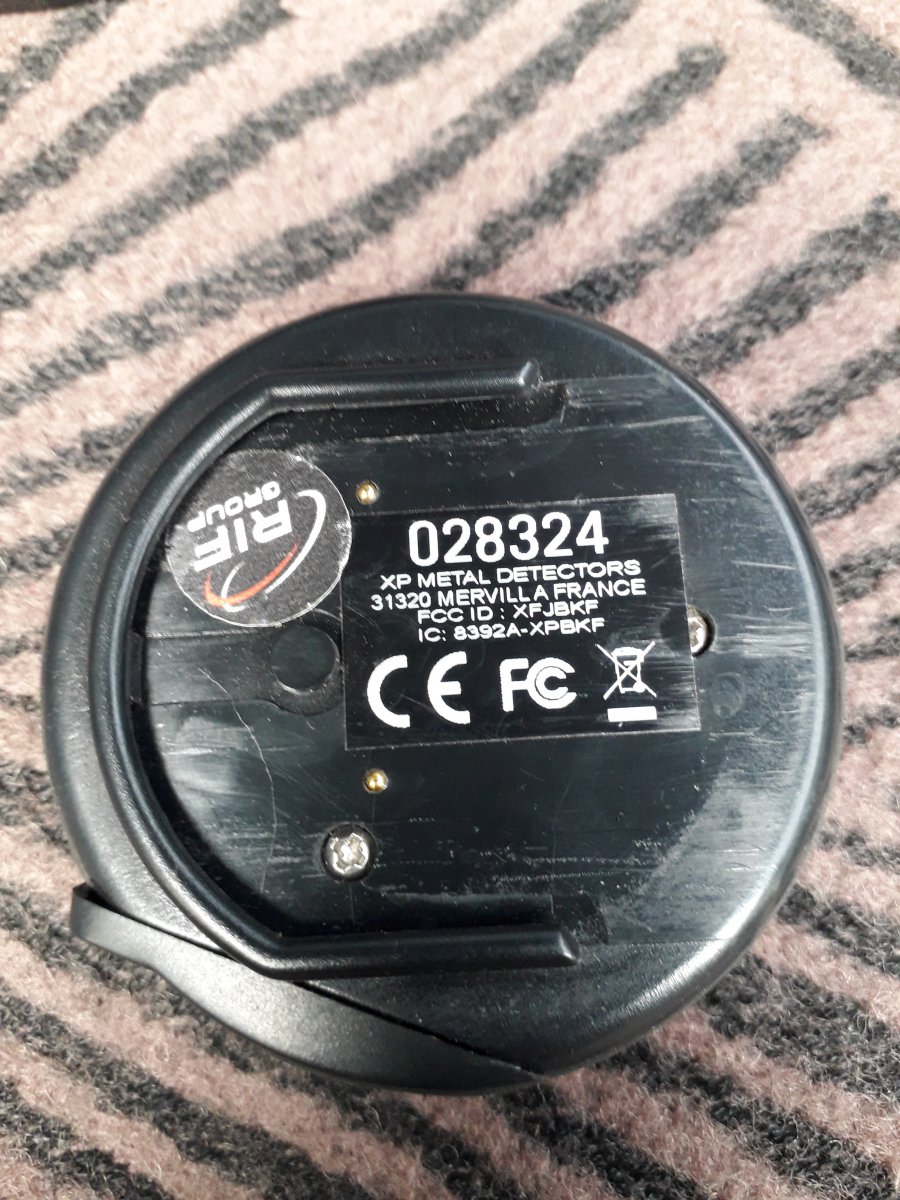 RIF
GROUP
028324
XP METAL DETECTORS
31320 MERVILLA FRANCE
FCC ID : XFJBKF
IC: 8392A-XPBKF
CE FC